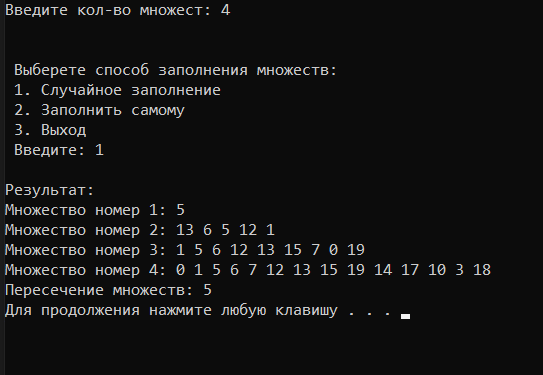 Введите кол-во множест: 4
Выберете способ заполнения множеств:
1. Случайное заполнение
2. Заполнить самому
3. Выход
Введите: 1
Результат:
Множество номер 1: 5
Множество номер 2: 13 6 5 12 1
Множество номер 3: 1 5 6 12 13 15 7 0 19
Множество номер 4: 0 1 5 6 7 12 13 15 19 14 17 10 3 18
Пересечение множеств: 5
Для продолжения нажмите любую клавишу . . .